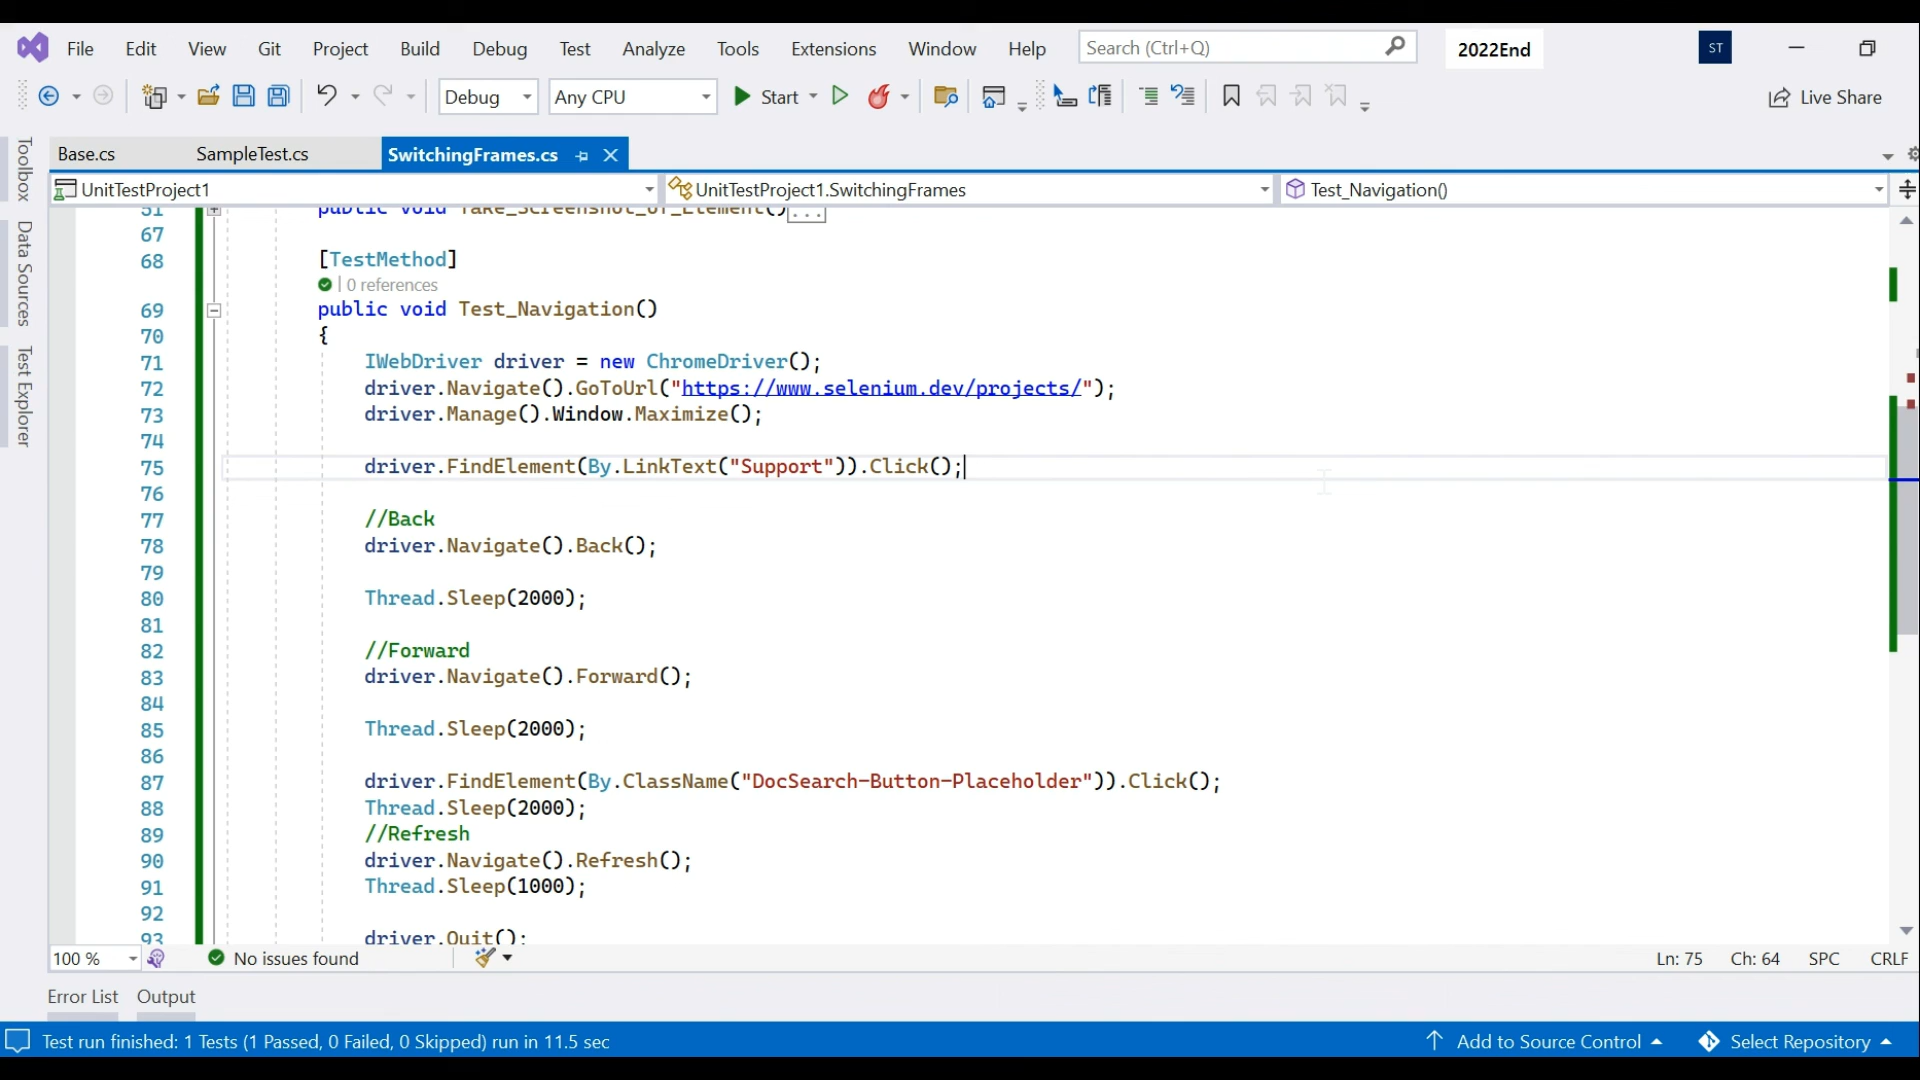 File Edit View Git Project Build Debug Test Analyze Tools Extensions Window Help Search (Ctrl+Q) 2022End ST
Debug Any CPU Start Live Share
Base.cs SampleTest.cs SwitchingFrames.cs
UnitTestProject1 UnitTestProject1.SwitchingFrames Test_Navigation()
Toolbox
Data Sources
Test Explorer
51 public void Take_Screenshot_Of_Element()...
67
68 [TestMethod]
| 0 references
69 public void Test_Navigation()
70 {
71 IWebDriver driver = new ChromeDriver();
72 driver.Navigate().GoToUrl("https://www.selenium.dev/projects/");
73 driver.Manage().Window.Maximize();
74
75 driver.FindElement(By.LinkText("Support")).Click();
76
77 //Back
78 driver.Navigate().Back();
79
80 Thread.Sleep(2000);
81
82 //Forward
83 driver.Navigate().Forward();
84
85 Thread.Sleep(2000);
86
87 driver.FindElement(By.ClassName("DocSearch-Button-Placeholder")).Click();
88 Thread.Sleep(2000);
89 //Refresh
90 driver.Navigate().Refresh();
91 Thread.Sleep(1000);
92
93 driver.Quit();
100 % No issues found Ln: 75 Ch: 64 SPC CRLF
Error List Output
Test run finished: 1 Tests (1 Passed, 0 Failed, 0 Skipped) run in 11.5 sec Add to Source Control Select Repository